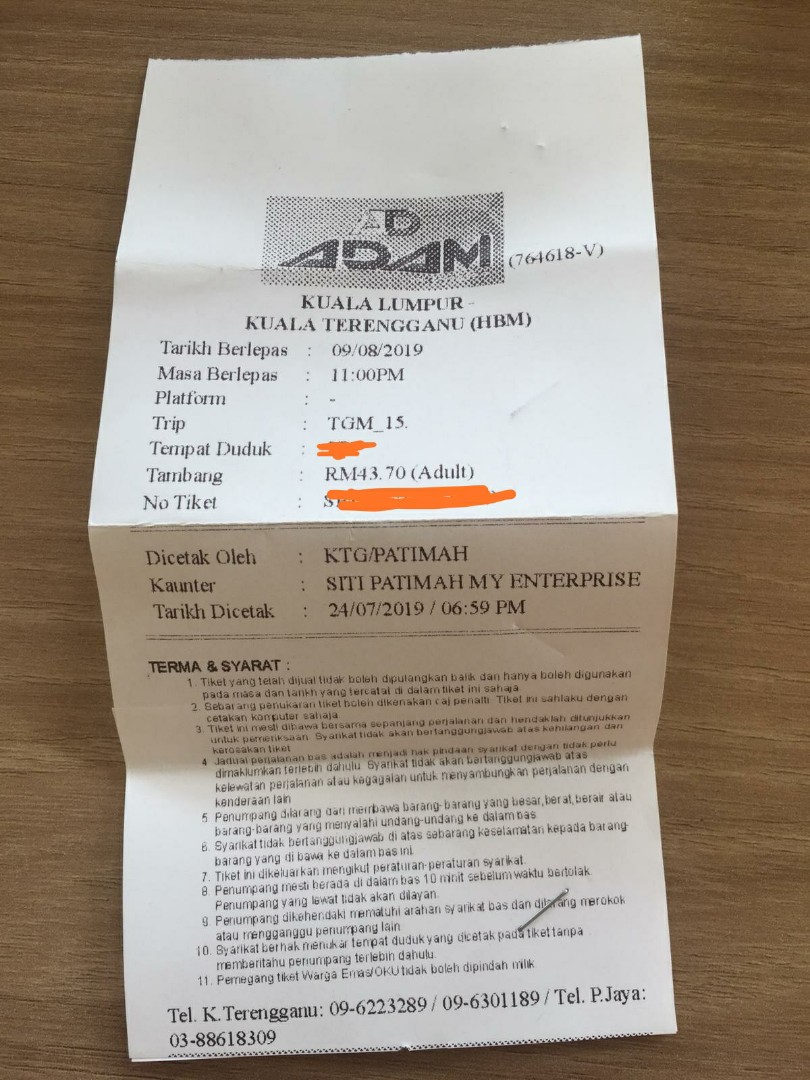 AD
ADAM (764618-V)
KUALA LUMPUR -
KUALA TERENGGANU (HBM)
Tarikh Berlepas : 09/08/2019
Masa Berlepas : 11:00PM
Platform : -
Trip : TGM_15.
Tempat Duduk :
Tambang : RM43.70 (Adult)
No Tiket :
Dicetak Oleh : KTG/PATIMAH
Kaunter : SITI PATIMAH MY ENTERPRISE
Tarikh Dicetak : 24/07/2019 / 06:59 PM
TERMA & SYARAT :
1. Tiket yang telah dijual tidak boleh dipulangkan balik dan hanya boleh digunakan
pada masa dan tarikh yang tercatat di dalam tiket ini sahaja.
2. Sebarang penukaran tiket boleh dikenakan caj penalti. Tiket ini sahlaku dengan
cetakan komputer sahaja
3. Tiket ini mesti dibawa bersama sepanjang perjalanan dan hendaklah ditunjukkan
untuk pemeriksaan. Syarikat tidak akan bertanggungjawab atas kehilangan dan
kerosakan tiket
4. Jadual perjalanan bas adalah menjadi hak pindaan syarikat dengan tidak perlu
dimaklumkan terlebih dahulu. Syarikat tidak akan bertanggungjawab atas
kelewatan perjalanan atau kegagalan untuk menyambungkan perjalanan dengan
kenderaan lain
5. Penumpang dilarang dari membawa barang-barang yang besar,berat,berair atau
barang-barang yang menyalahi undang-undang ke dalam bas.
6. Syarikat tidak bertanggungjawab di atas sebarang keselamatan kepada barang-
barang yang di bawa ke dalam bas ini.
7. Tiket ini dikeluarkan mengikut peraturan-peraturan syarikat.
8. Penumpang mesti berada di dalam bas 10 minit sebelum waktu bertolak.
Penumpang yang lewat tidak akan dilayan.
9. Penumpang dikehendaki mematuhi arahan syarikat bas dan dilarang merokok
atau mengganggu penumpang lain.
10. Syarikat berhak menukar tempat duduk yang dicetak pada tiket tanpa
memberitahu penumpang terlebih dahulu.
11. Pemegang tiket Warga Emas/OKU tidak boleh dipindah milik
Tel. K.Terengganu: 09-6223289 / 09-6301189 / Tel. P.Jaya:
03-88618309